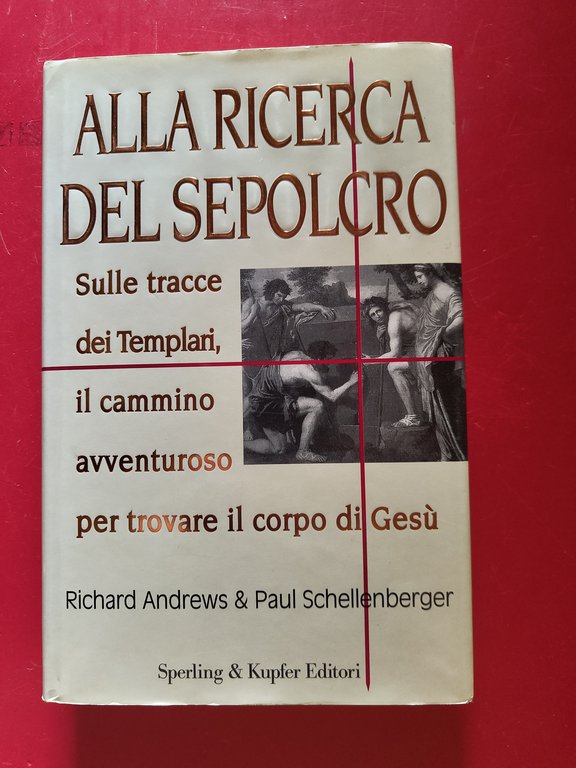 ALLA RICERCA
DEL SEPOLCRO
Sulle tracce
dei Templari,
il cammino
avventuroso
per trovare il corpo di Gesù
Richard Andrews & Paul Schellenberger
Sperling & Kupfer Editori